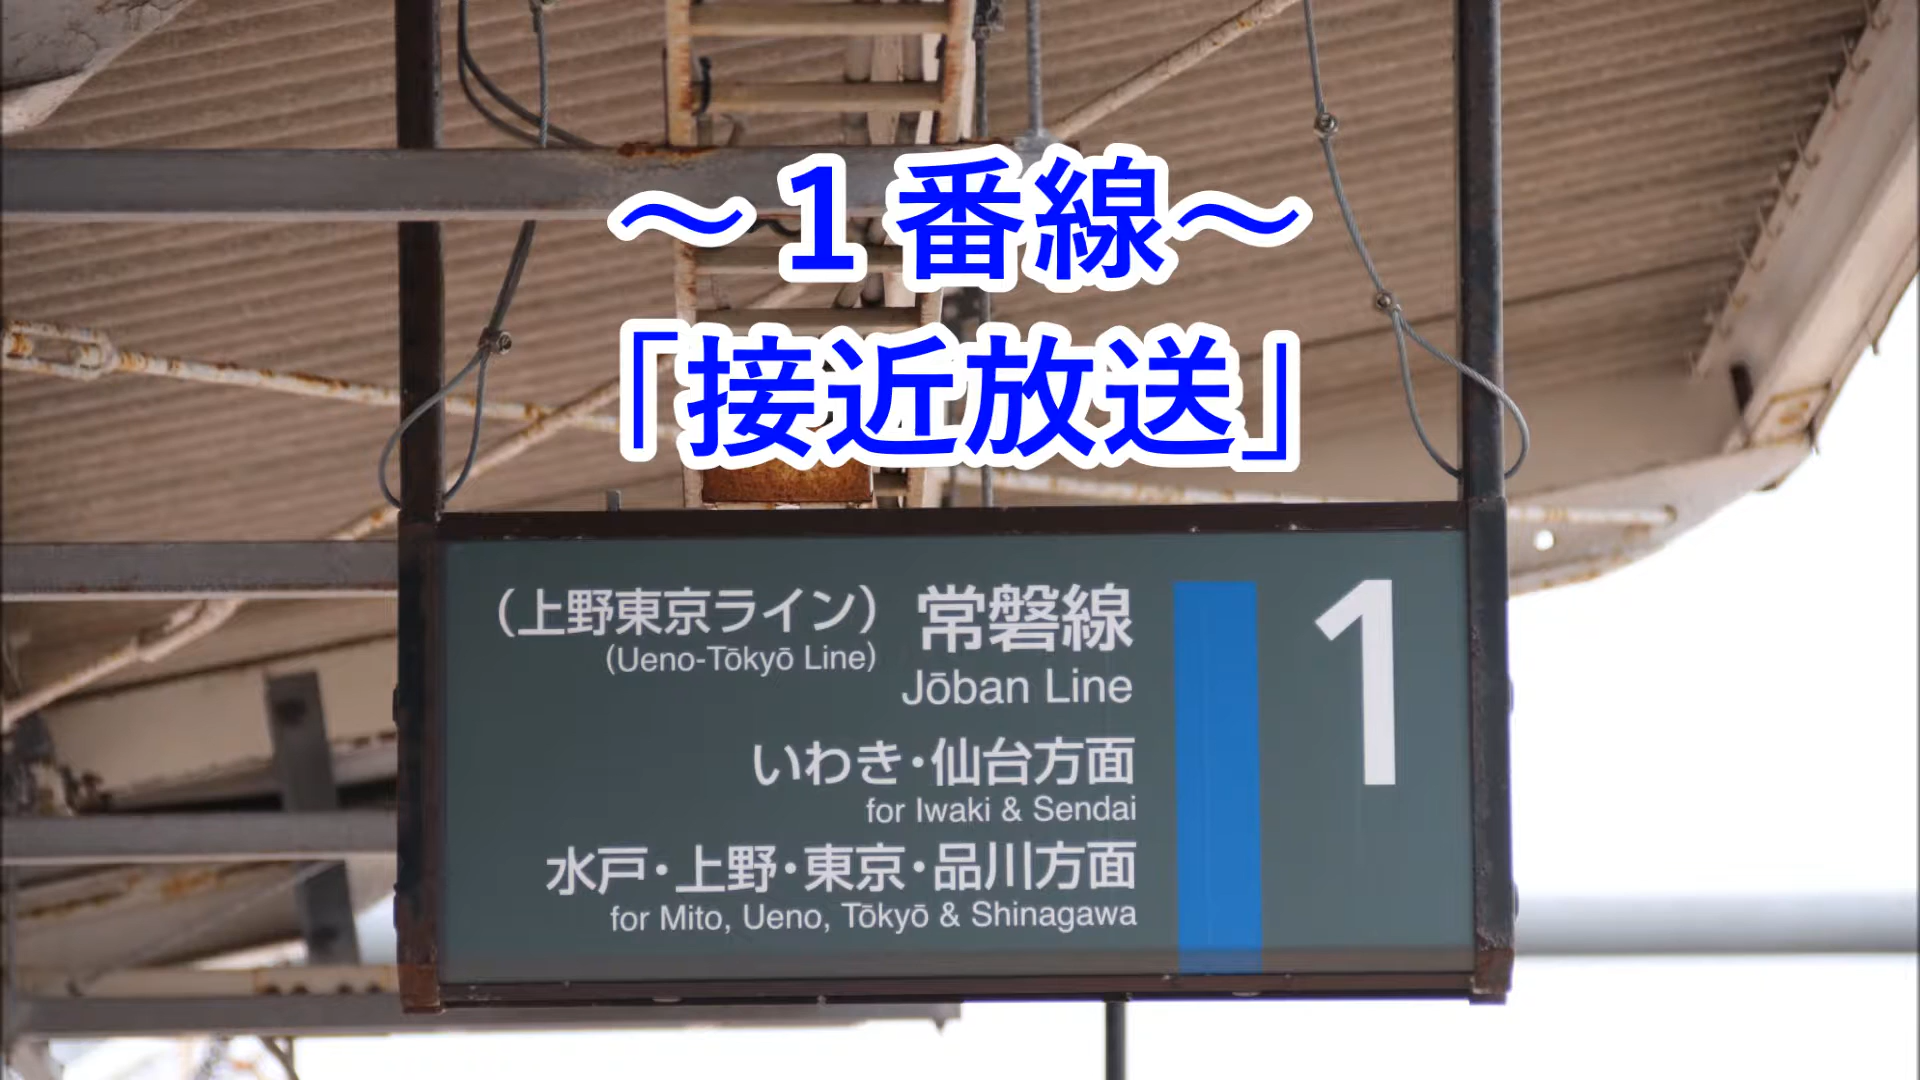 ～１番線～
「接近放送」
（上野東京ライン） 常磐線
(Ueno-Tōkyō Line)
Jōban Line
いわき・仙台方面
for Iwaki & Sendai
水戸・上野・東京・品川方面
for Mito, Ueno, Tōkyō & Shinagawa
1